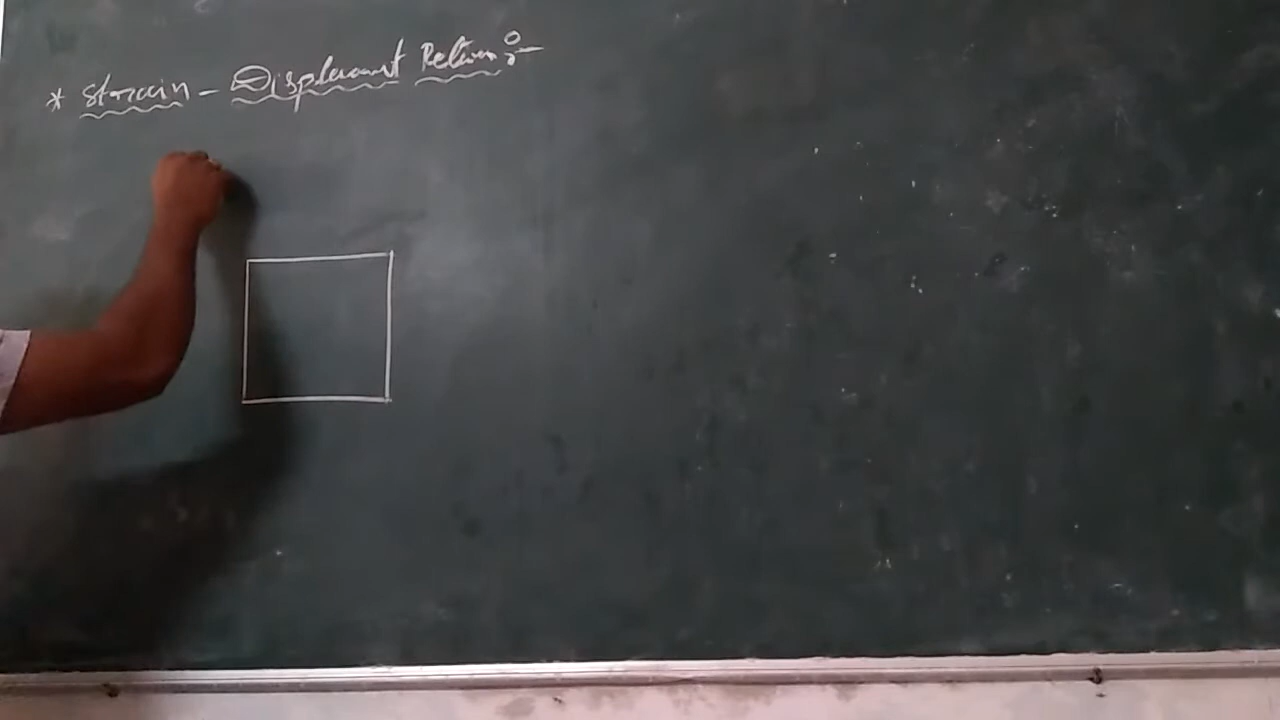 * Strain - Displacement Relation :-